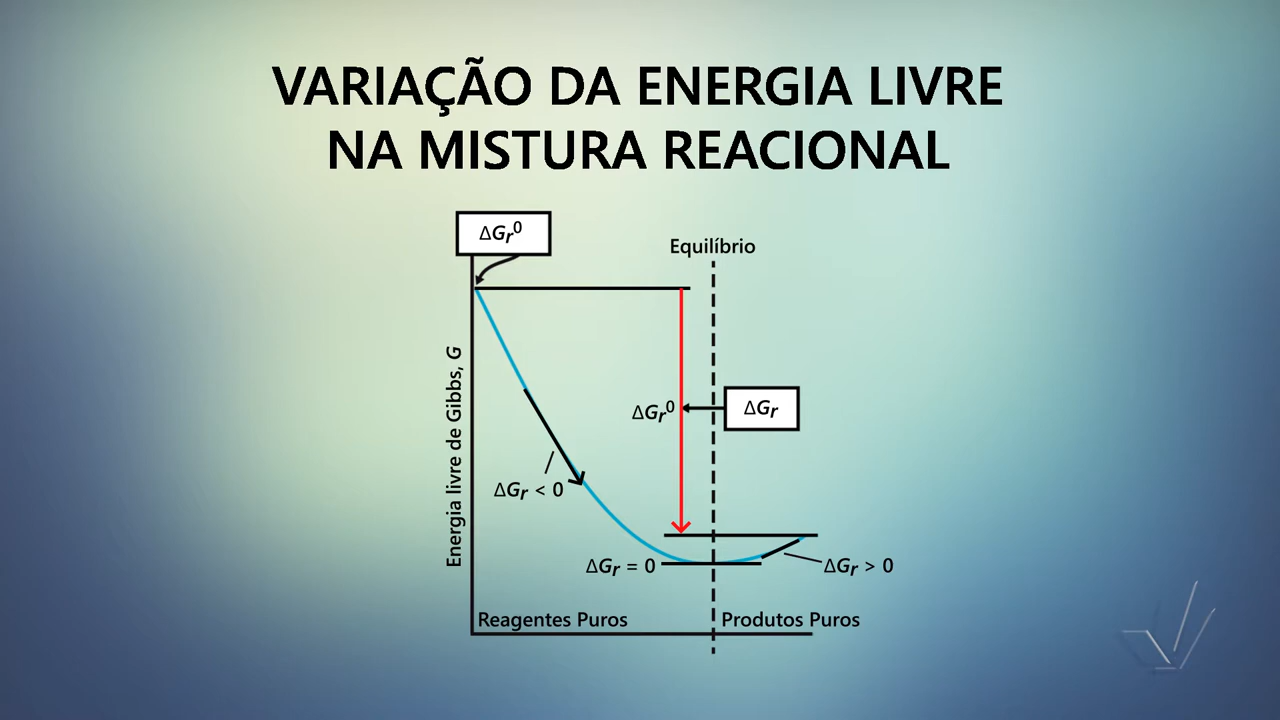 VARIAÇÃO DA ENERGIA LIVRE
NA MISTURA REACIONAL
ΔGr⁰
Equilíbrio
Energia livre de Gibbs, G
ΔGr⁰
ΔGr
ΔGr < 0
ΔGr = 0
ΔGr > 0
Reagentes Puros
Produtos Puros